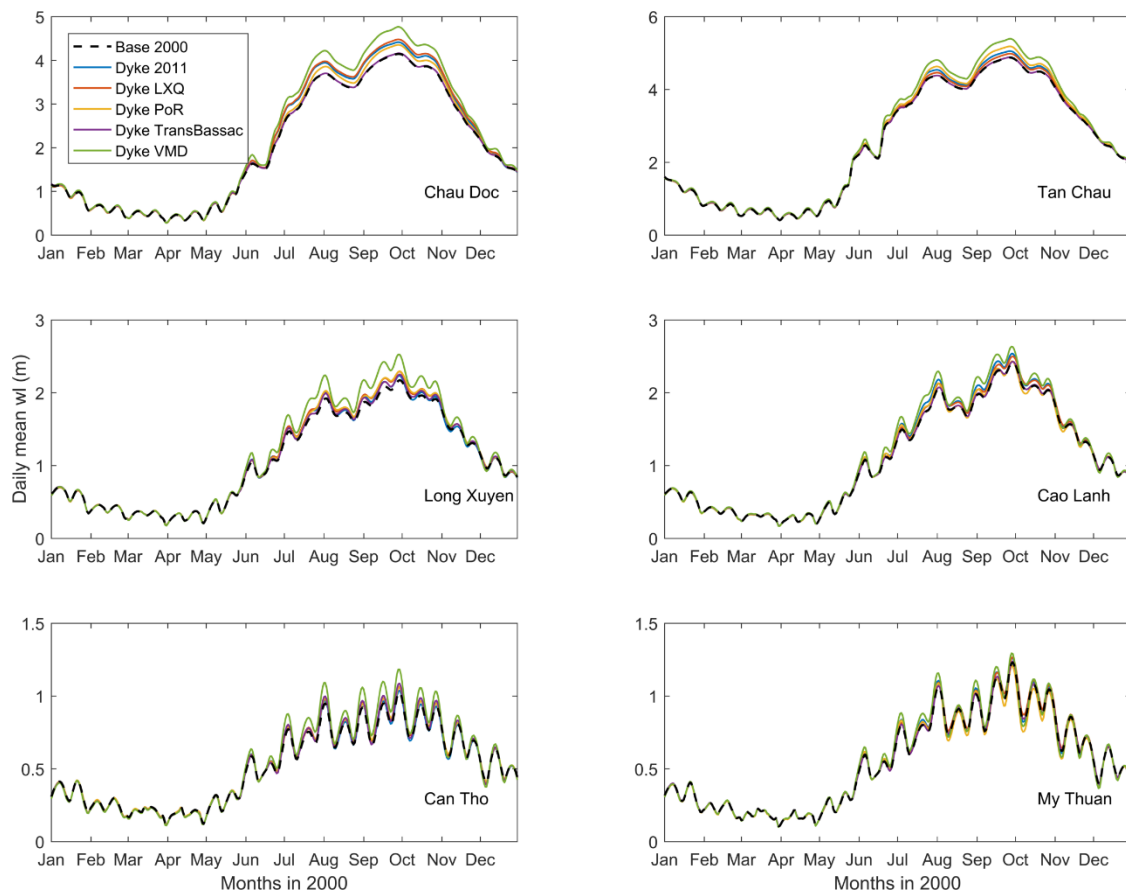 5
4
3
2
1
0
Base 2000
Dyke 2011
Dyke LXQ
Dyke PoR
Dyke TransBassac
Dyke VMD
Chau Doc
Jan Feb Mar Apr May Jun Jul Aug Sep Oct Nov Dec
6
4
2
0
Tan Chau
Jan Feb Mar Apr May Jun Jul Aug Sep Oct Nov Dec
Daily mean wl (m)
3
2
1
0
Long Xuyen
Jan Feb Mar Apr May Jun Jul Aug Sep Oct Nov Dec
3
2
1
0
Cao Lanh
Jan Feb Mar Apr May Jun Jul Aug Sep Oct Nov Dec
1.5
1
0.5
0
Can Tho
Jan Feb Mar Apr May Jun Jul Aug Sep Oct Nov Dec
Months in 2000
1.5
1
0.5
0
My Thuan
Jan Feb Mar Apr May Jun Jul Aug Sep Oct Nov Dec
Months in 2000